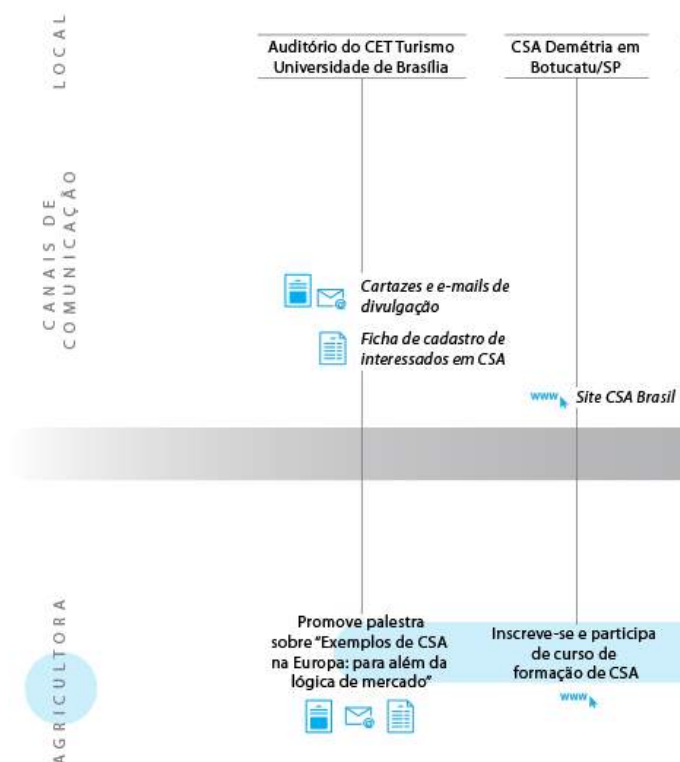 LOCAL
Auditório do CET Turismo
Universidade de Brasília
CSA Demétria em
Botucatu/SP
CANAIS DE
COMUNICAÇÃO
Cartazes e e-mails de
divulgação
Ficha de cadastro de
interessados em CSA
www
Site CSA Brasil
AGRICULTORA
Promove palestra
sobre “Exemplos de CSA
na Europa: para além da
lógica de mercado”
Inscreve-se e participa
de curso de
formação de CSA
www